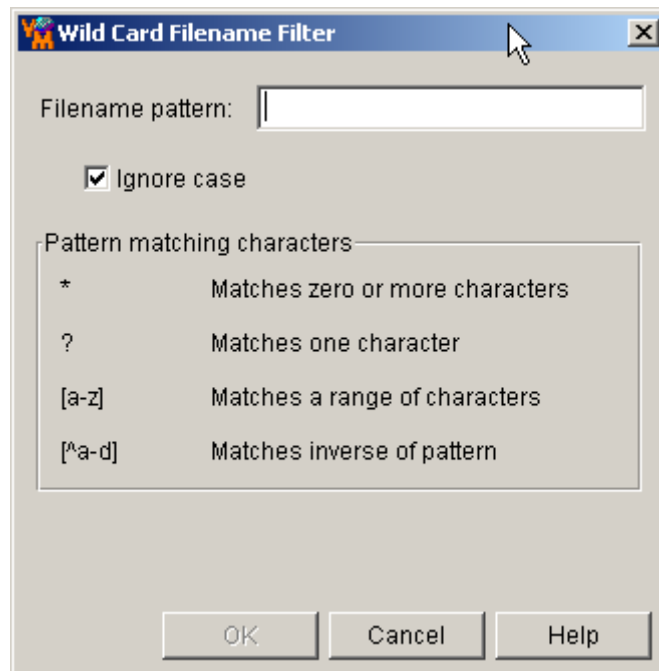 Wild Card Filename Filter
Filename pattern:
Ignore case
Pattern matching characters
* Matches zero or more characters
? Matches one character
[a-z] Matches a range of characters
[^a-d] Matches inverse of pattern
OK Cancel Help